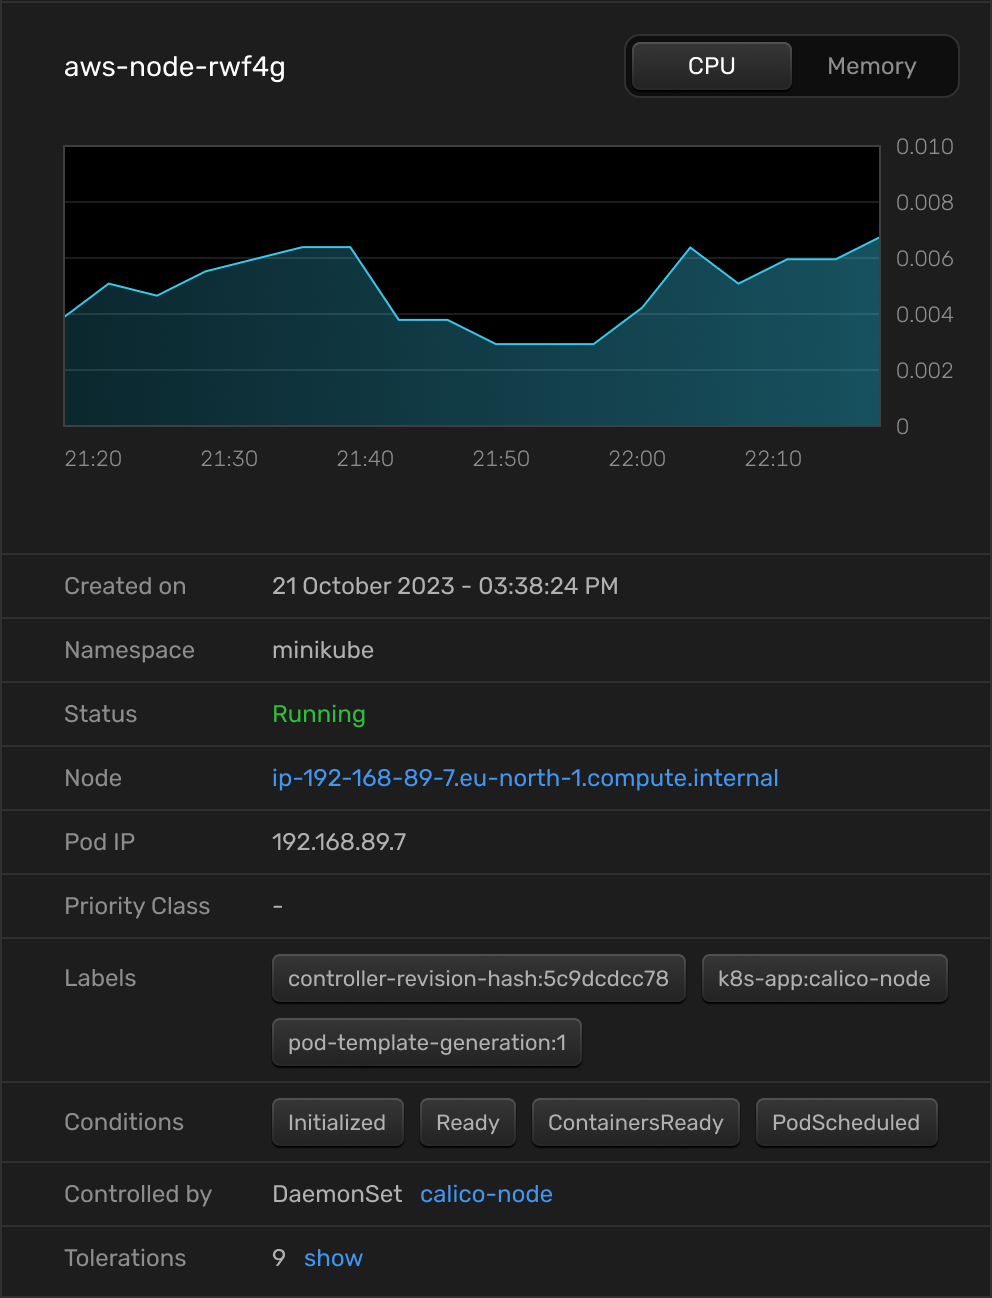 aws-node-rwf4g
CPU Memory
0.010
0.008
0.006
0.004
0.002
0
21:20 21:30 21:40 21:50 22:00 22:10
Created on 21 October 2023 - 03:38:24 PM
Namespace minikube
Status Running
Node ip-192-168-89-7.eu-north-1.compute.internal
Pod IP 192.168.89.7
Priority Class -
Labels controller-revision-hash:5c9dcdcc78 k8s-app:calico-node
pod-template-generation:1
Conditions Initialized Ready ContainersReady PodScheduled
Controlled by DaemonSet calico-node
Tolerations 9 show